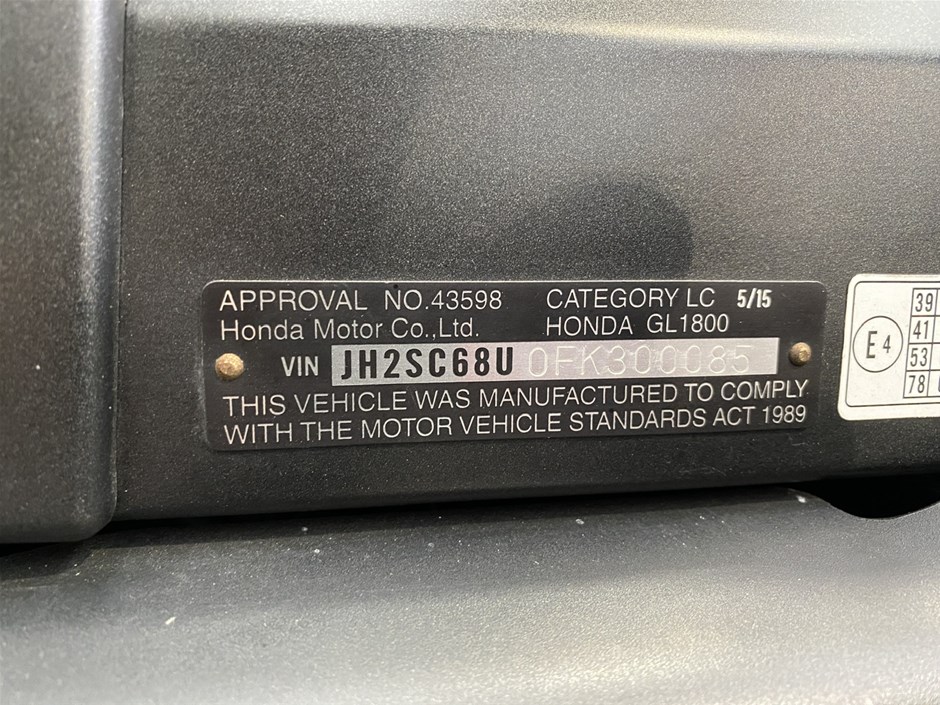 APPROVAL NO.43598 CATEGORY LC 5/15
Honda Motor Co.,Ltd. HONDA GL1800
VIN JH2SC68U0FK300085
THIS VEHICLE WAS MANUFACTURED TO COMPLY
WITH THE MOTOR VEHICLE STANDARDS ACT 1989
E4
39
41
53
78